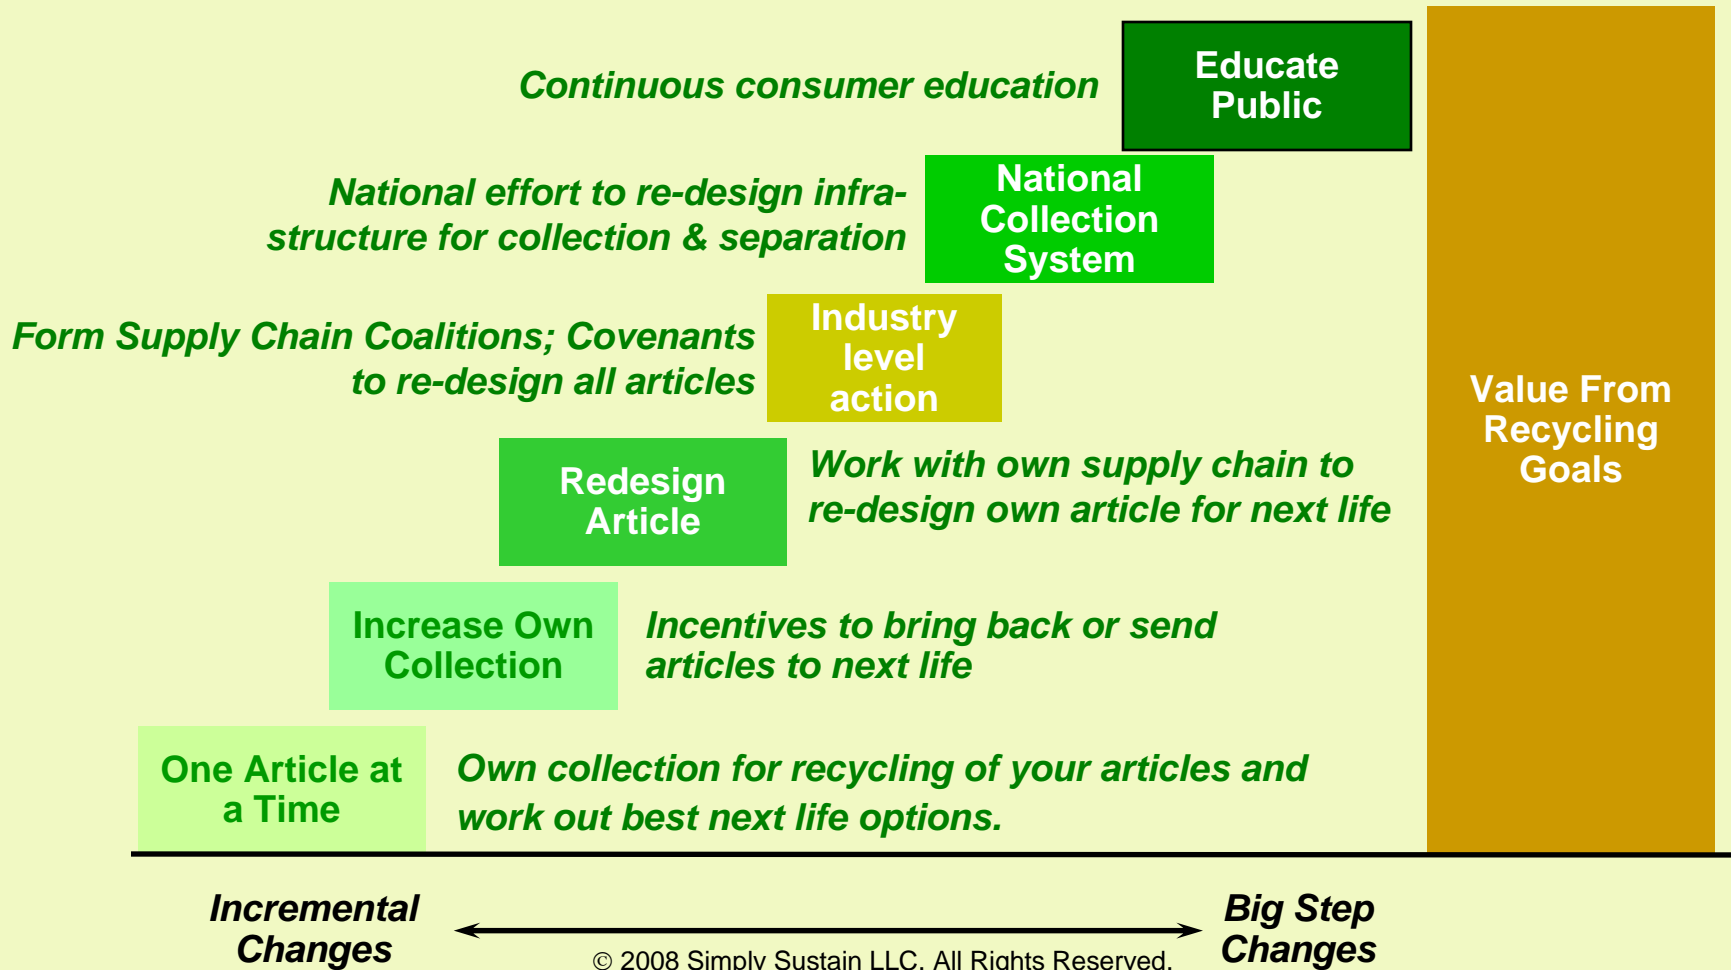 Continuous consumer education
Educate
Public
National effort to re-design infra-
structure for collection & separation
National
Collection
System
Form Supply Chain Coalitions; Covenants
to re-design all articles
Industry
level
action
Value From
Recycling
Goals
Redesign
Article
Work with own supply chain to
re-design own article for next life
Increase Own
Collection
Incentives to bring back or send
articles to next life
One Article at
a Time
Own collection for recycling of your articles and
work out best next life options.
Incremental
Changes
Big Step
Changes
© 2008 Simply Sustain LLC. All Rights Reserved.